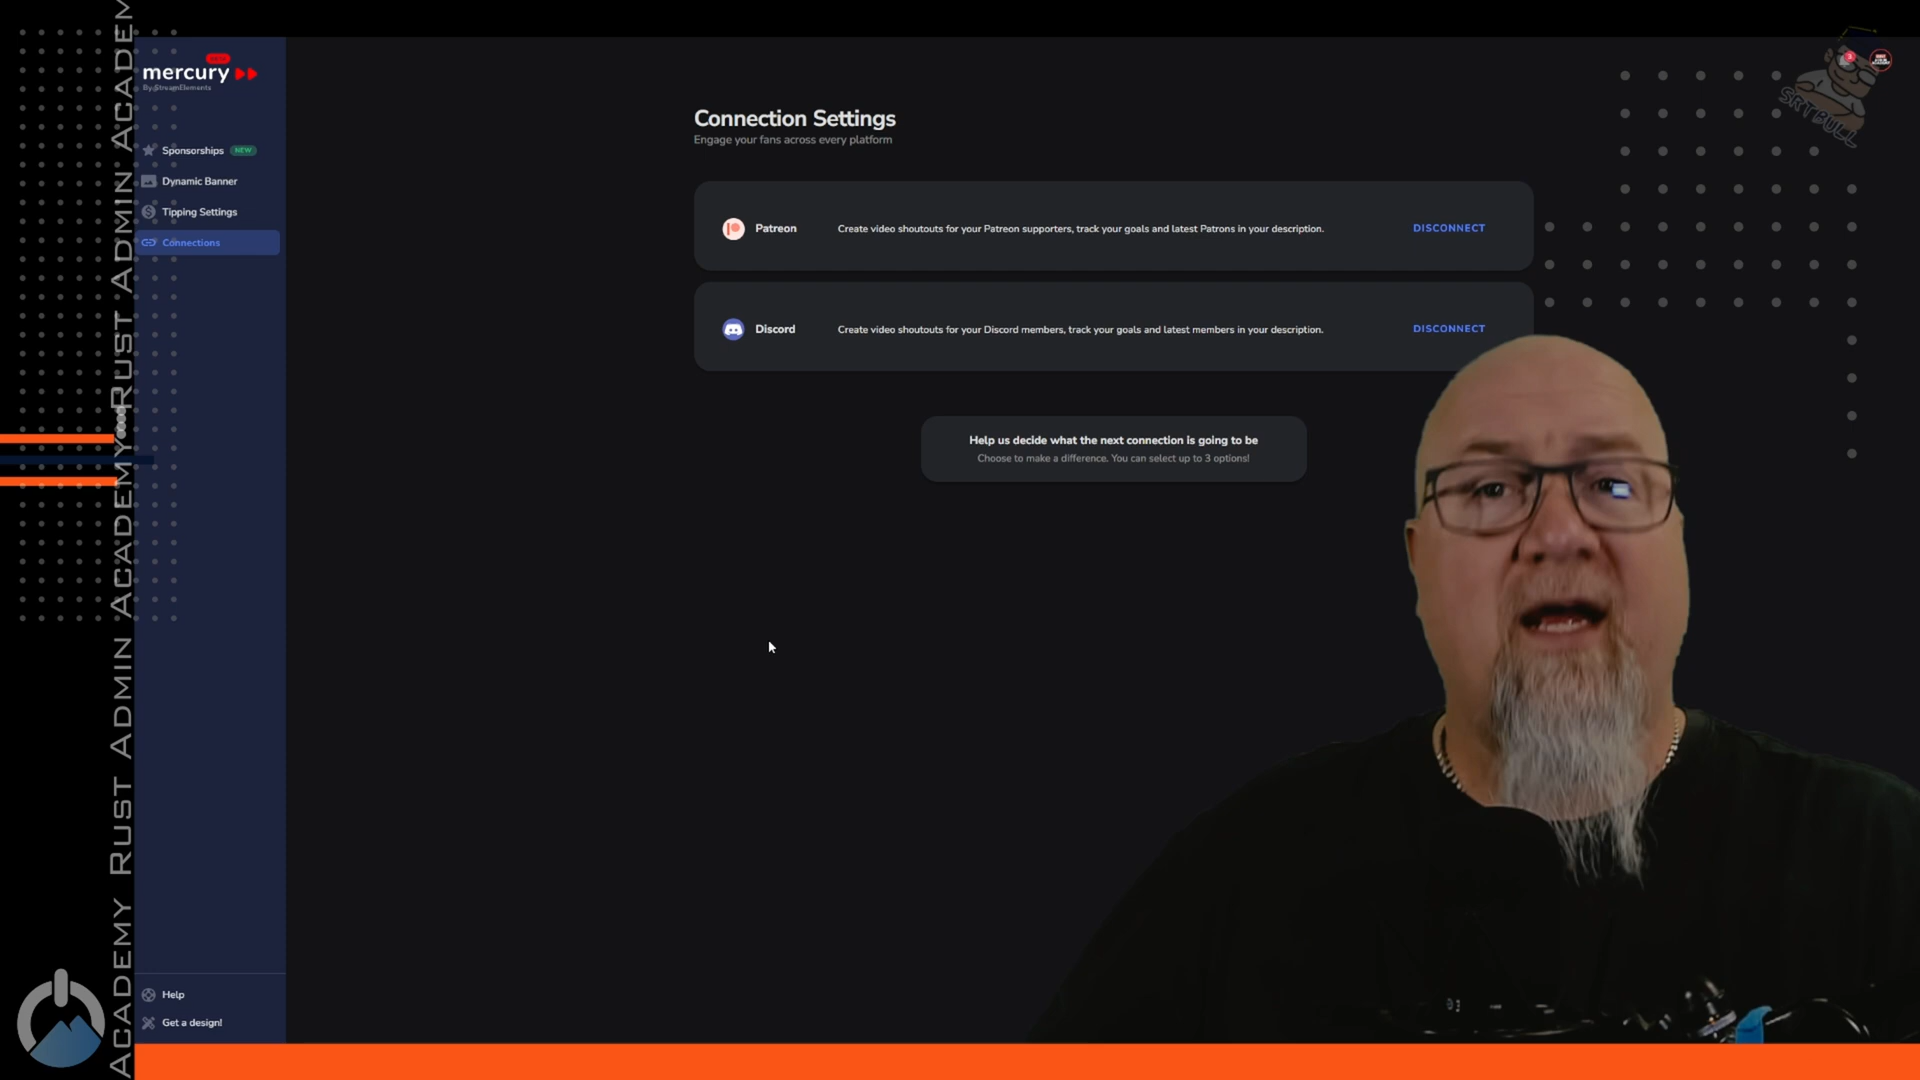 BETA
mercury
By StreamElements
Sponsorships NEW
Dynamic Banner
Tipping Settings
Connections
Help
Get a design!
Connection Settings
Engage your fans across every platform
Patreon
Create video shoutouts for your Patreon supporters, track your goals and latest Patrons in your description.
DISCONNECT
Discord
Create video shoutouts for your Discord members, track your goals and latest members in your description.
DISCONNECT
Help us decide what the next connection is going to be
Choose to make a difference. You can select up to 3 options!
SRTBULL
3
ACADEMY RUST ADMIN ACADEMY RUST ADMIN ACADEM